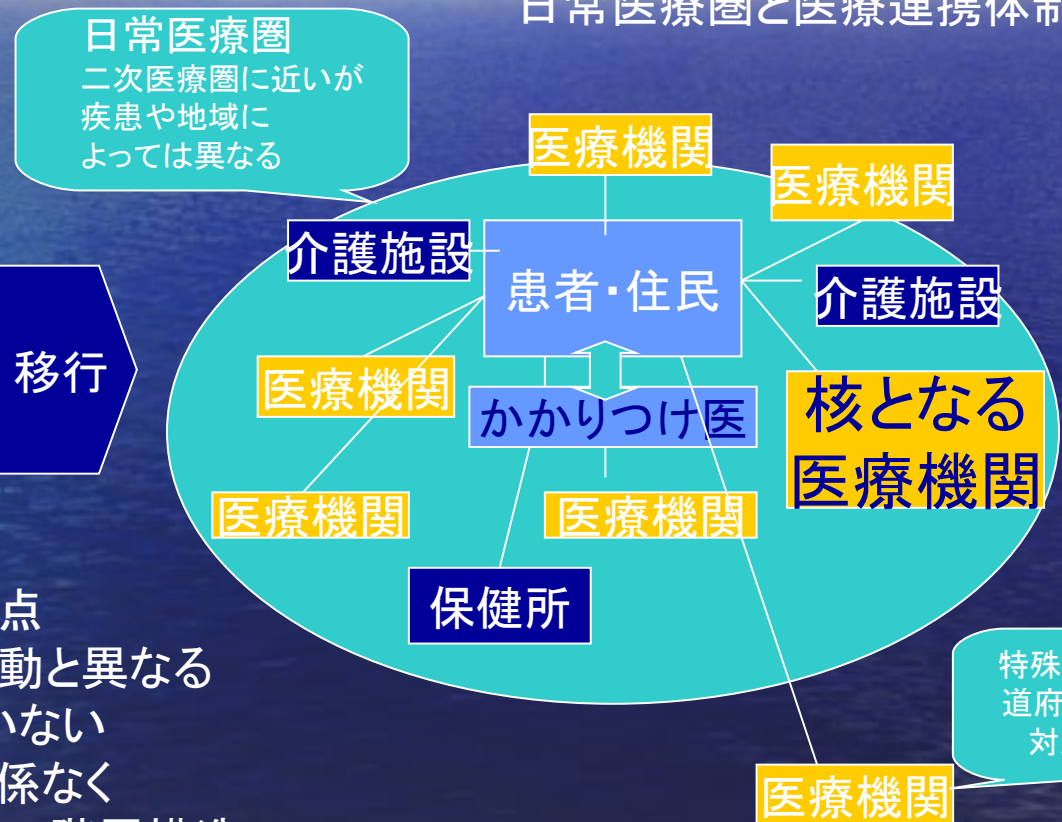 日常医療圏と医療連携体制
日常医療圏
二次医療圏に近いが
疾患や地域に
よっては異なる
医療機関
医療機関
介護施設
患者・住民
介護施設
移行
医療機関
かかりつけ医
核となる
医療機関
医療機関
医療機関
保健所
点
動と異なる
いない
係なく
特殊
道府
対
医療機関